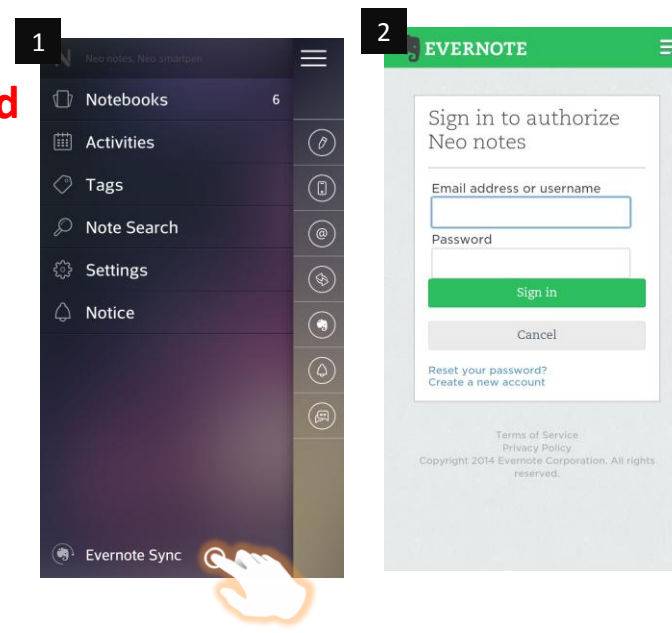 1
d
N
Neo notes, Neo smartpen
Notebooks 6
Activities
Tags
Note Search
Settings
Notice
@
Evernote Sync
2
EVERNOTE
Sign in to authorize
Neo notes
Email address or username
Password
Sign in
Cancel
Reset your password?
Create a new account
Terms of Service
Privacy Policy
Copyright 2014 Evernote Corporation. All rights
reserved.